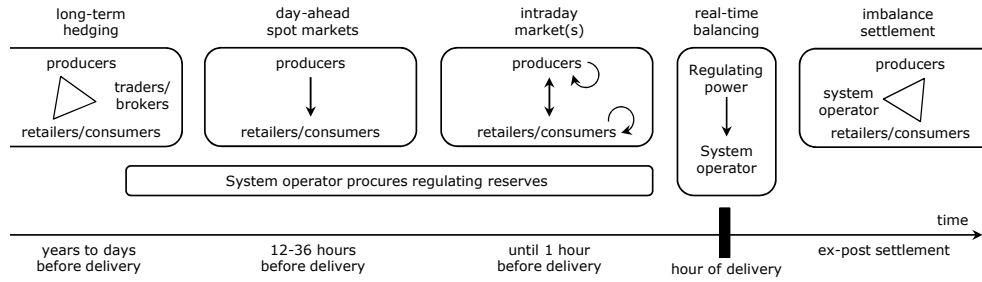 long-term
hedging
day-ahead
spot markets
intraday
market(s)
real-time
balancing
imbalance
settlement
producers
traders/
brokers
retailers/consumers
producers
retailers/consumers
producers
retailers/consumers
Regulating
power
System
operator
producers
system
operator
retailers/consumers
System operator procures regulating reserves
time
years to days
before delivery
12-36 hours
before delivery
until 1 hour
before delivery
hour of delivery
ex-post settlement